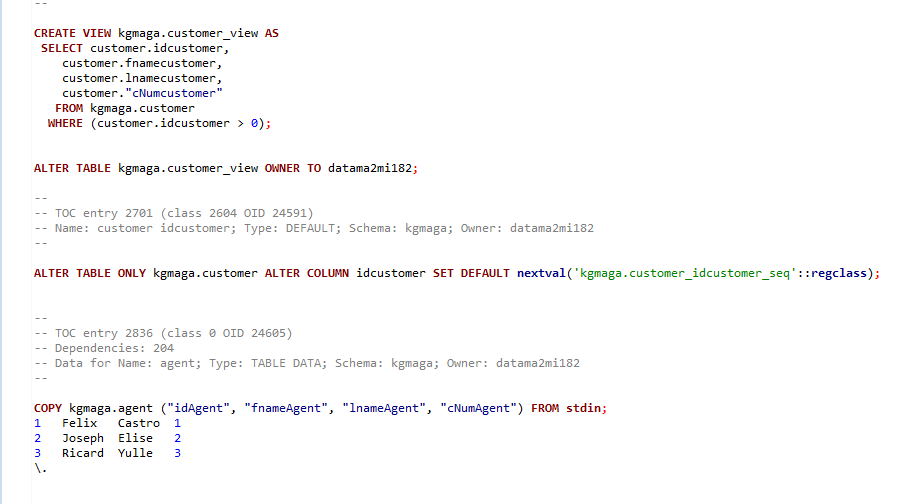 --
CREATE VIEW kgmaga.customer_view AS
 SELECT customer.idcustomer,
    customer.fnamecustomer,
    customer.lnamecustomer,
    customer."cNumcustomer"
   FROM kgmaga.customer
  WHERE (customer.idcustomer > 0);
ALTER TABLE kgmaga.customer_view OWNER TO datama2mi182;
--
-- TOC entry 2701 (class 2604 OID 24591)
-- Name: customer idcustomer; Type: DEFAULT; Schema: kgmaga; Owner: datama2mi182
--
ALTER TABLE ONLY kgmaga.customer ALTER COLUMN idcustomer SET DEFAULT nextval('kgmaga.customer_idcustomer_seq'::regclass);
--
-- TOC entry 2836 (class 0 OID 24605)
-- Dependencies: 204
-- Data for Name: agent; Type: TABLE DATA; Schema: kgmaga; Owner: datama2mi182
--
COPY kgmaga.agent ("idAgent", "fnameAgent", "lnameAgent", "cNumAgent") FROM stdin;
1   Felix   Castro  1
2   Joseph  Elise   2
3   Ricard  Yulle   3
\.